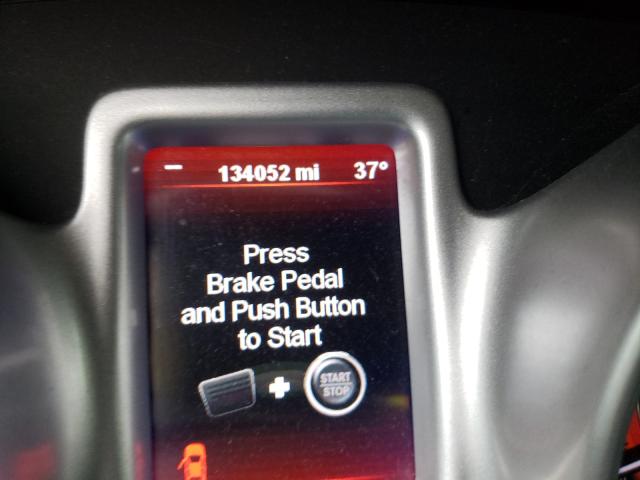 134052 mi 37°
Press
Brake Pedal
and Push Button
to Start
START
STOP